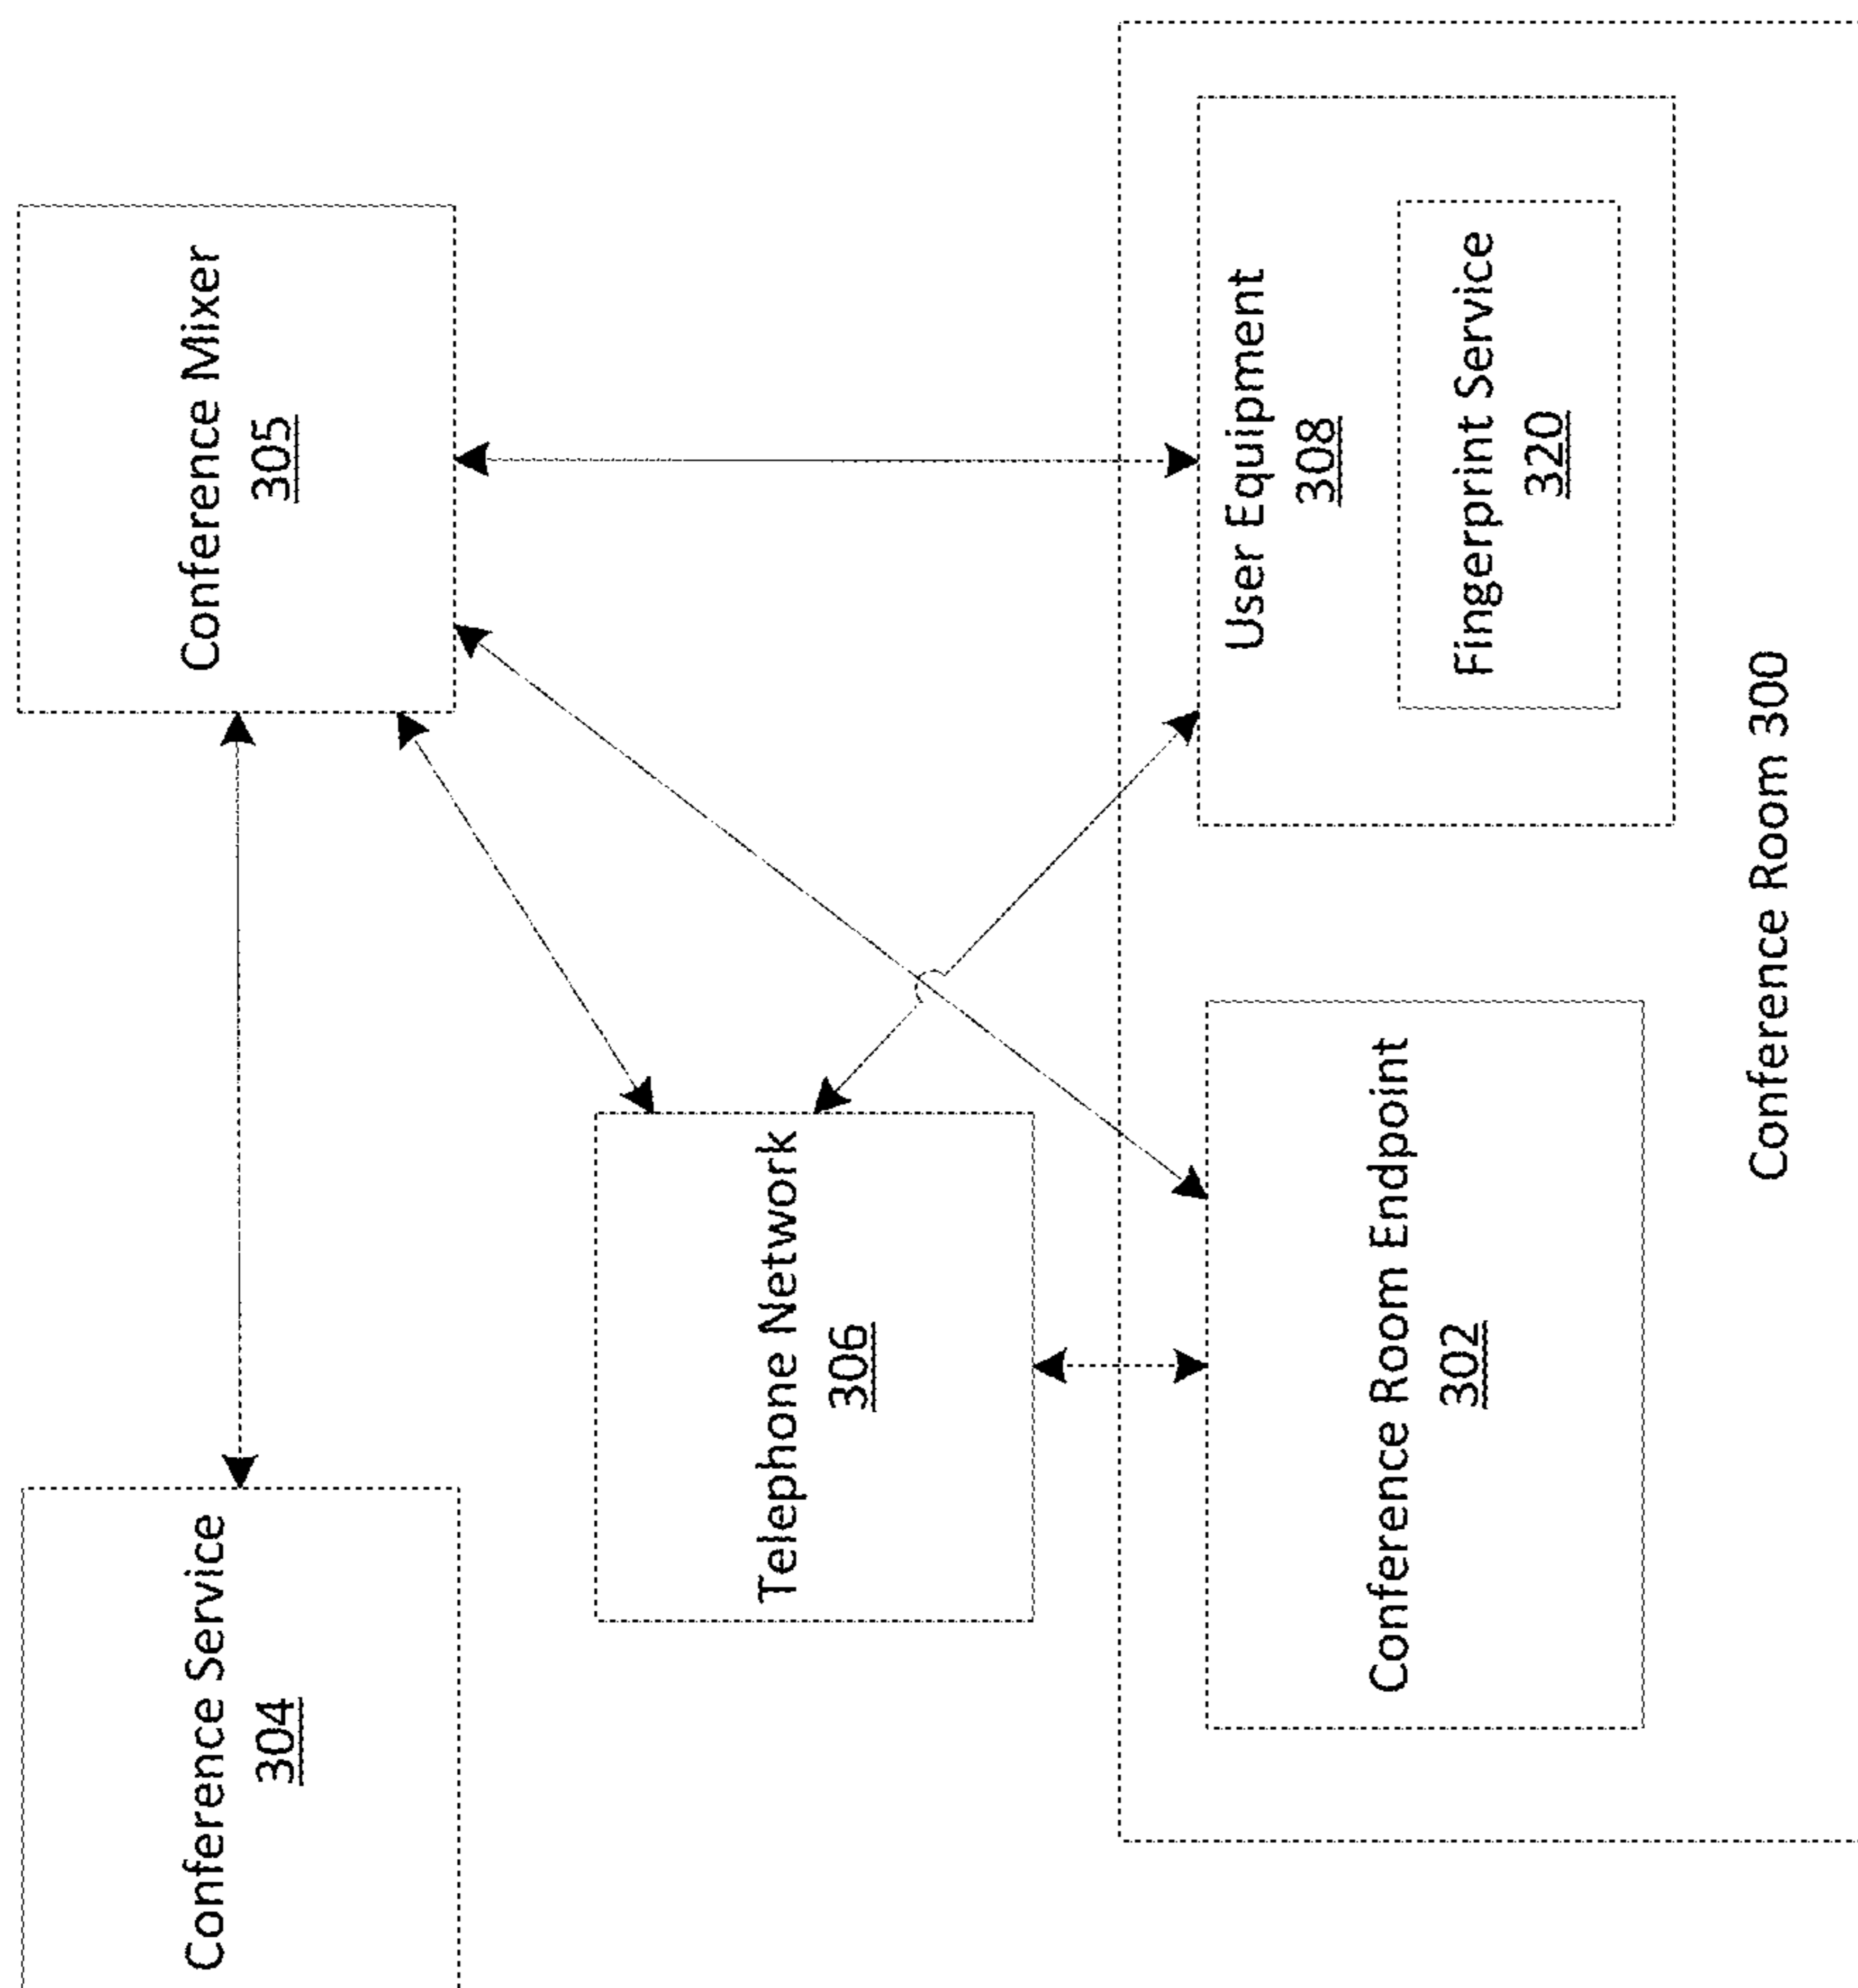 Conference Service
304
Conference Mixer
305
Telephone Network
306
Conference Room Endpoint
302
User Equipment
308
Fingerprint Service
320
Conference Room 300